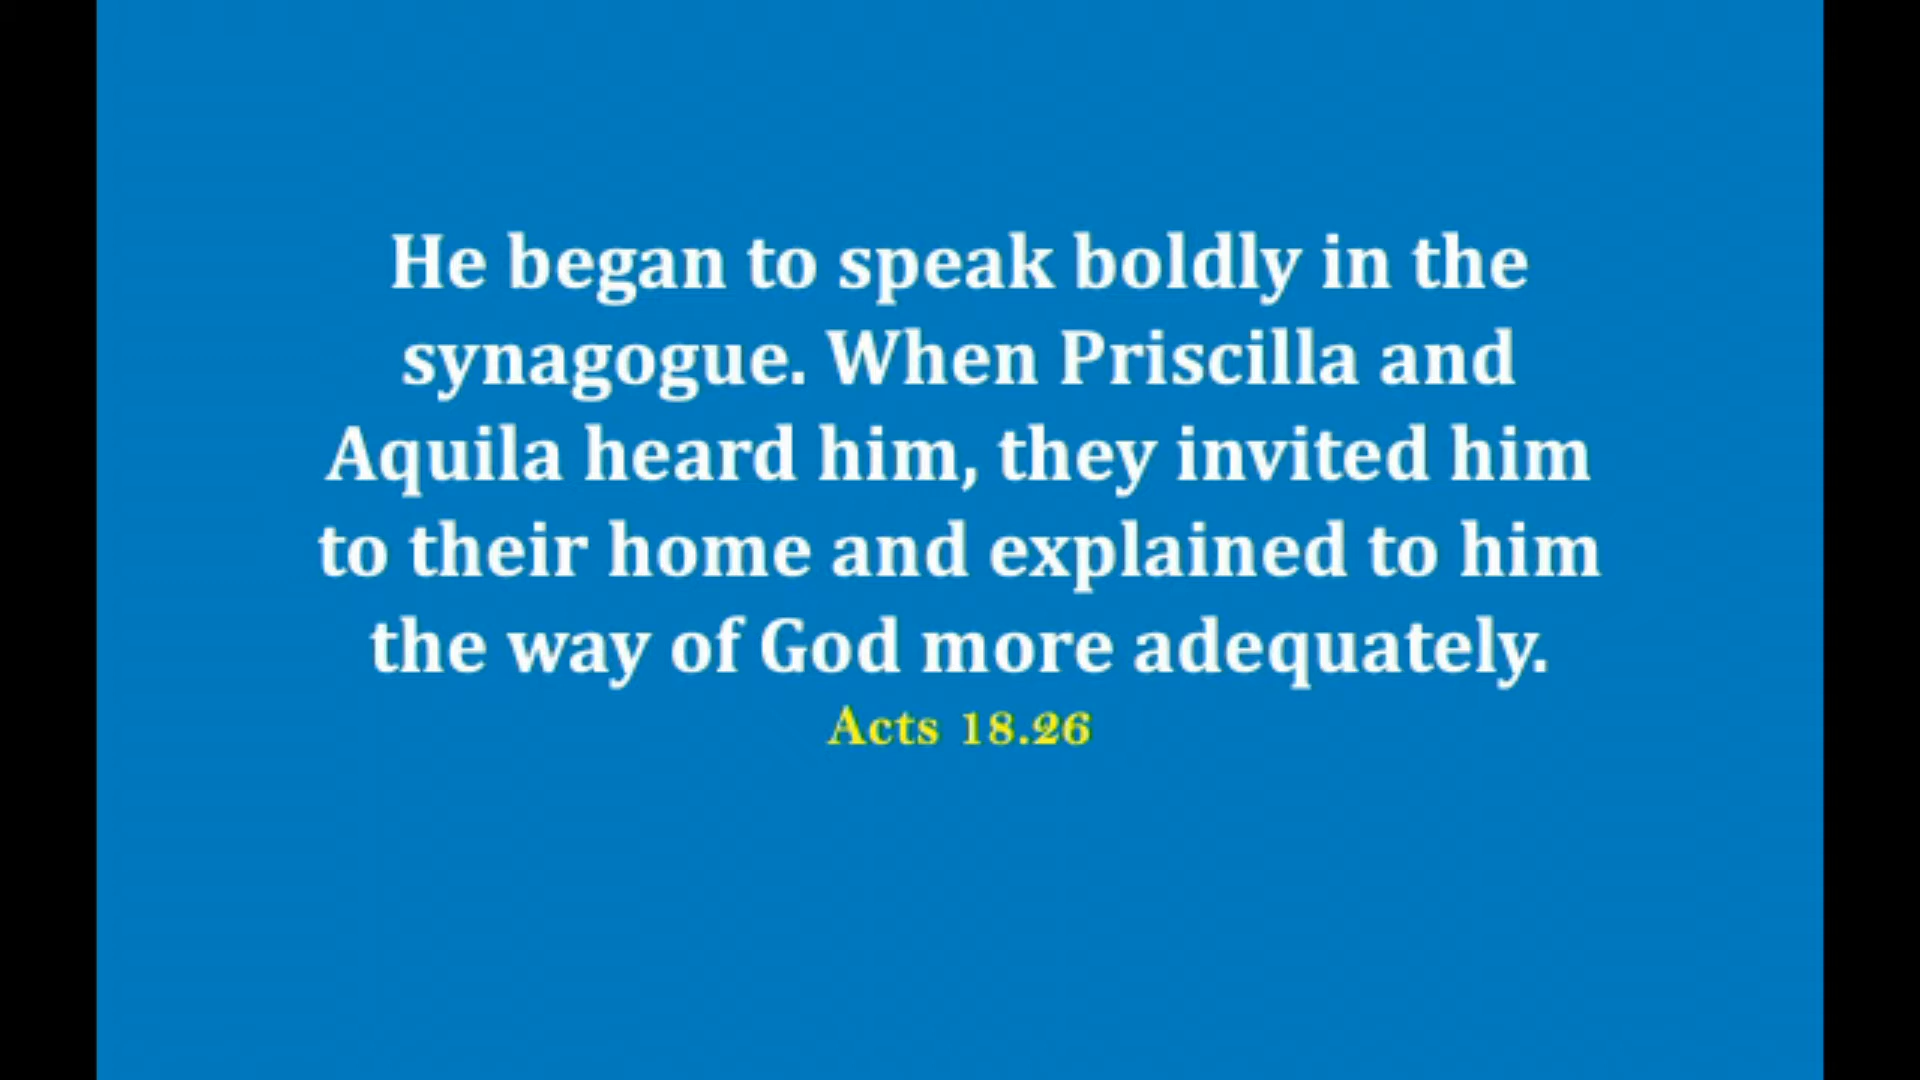 He began to speak boldly in the
synagogue. When Priscilla and
Aquila heard him, they invited him
to their home and explained to him
the way of God more adequately.
Acts 18.26